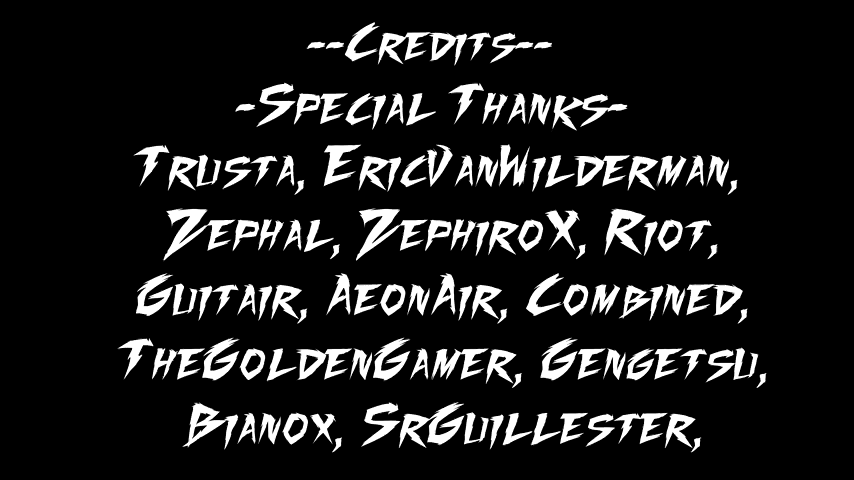 --Credits--
-Special Thanks-
Trusta, EricVanWilderman,
Zephal, ZephiroX, Riot,
Guitair, AeonAir, Combined,
TheGoldenGamer, Gengetsu,
Bianox, SrGuillester,